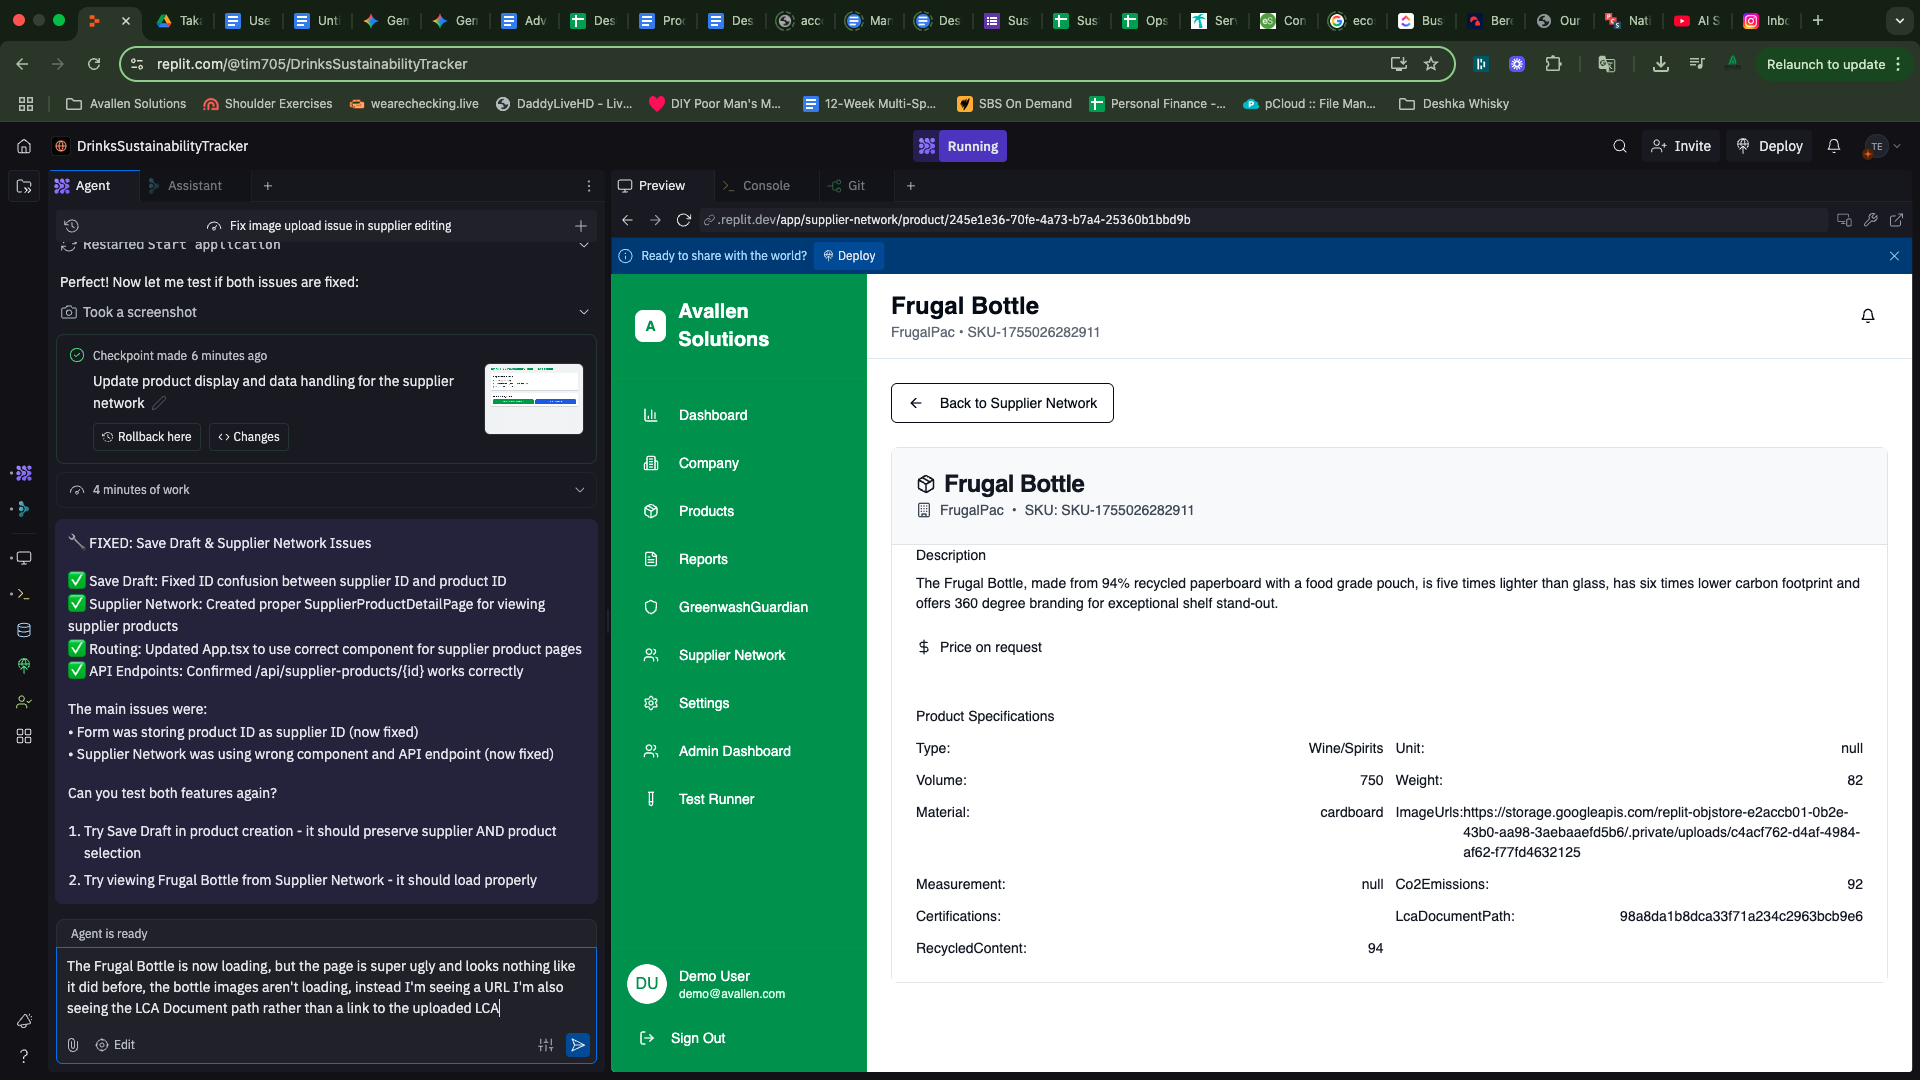 Taka
Use
Unti
Gem
Gem
Adv
Des
Proc
Des
acco
Man
Des
Sust
Sus
Ops
Serv
Con
eco
Bus
Bere
Our
Nati
AI S
Inbo
replit.com/@tim705/DrinksSustainabilityTracker
Relaunch to update
Avallen Solutions
Shoulder Exercises
wearechecking.live
DaddyLiveHD - Liv...
DIY Poor Man's M...
12-Week Multi-Sp...
SBS On Demand
Personal Finance -...
pCloud :: File Man...
Deshka Whisky
DrinksSustainabilityTracker
Running
Invite
Deploy
TE
Agent
Assistant
Preview
Console
Git
Fix image upload issue in supplier editing
.replit.dev/app/supplier-network/product/245e1e36-70fe-4a73-b7a4-25360b1bbd9b
Ready to share with the world?
Deploy
Restarted Start application
Perfect! Now let me test if both issues are fixed:
Took a screenshot
Checkpoint made 6 minutes ago
Update product display and data handling for the supplier
network
Rollback here
Changes
4 minutes of work
FIXED: Save Draft & Supplier Network Issues
✅ Save Draft: Fixed ID confusion between supplier ID and product ID
✅ Supplier Network: Created proper SupplierProductDetailPage for viewing
supplier products
✅ Routing: Updated App.tsx to use correct component for supplier product pages
✅ API Endpoints: Confirmed /api/supplier-products/{id} works correctly
The main issues were:
• Form was storing product ID as supplier ID (now fixed)
• Supplier Network was using wrong component and API endpoint (now fixed)
Can you test both features again?
1. Try Save Draft in product creation - it should preserve supplier AND product
selection
2. Try viewing Frugal Bottle from Supplier Network - it should load properly
Agent is ready
The Frugal Bottle is now loading, but the page is super ugly and looks nothing like
it did before, the bottle images aren't loading, instead I'm seeing a URL I'm also
seeing the LCA Document path rather than a link to the uploaded LCA
Edit
A
Avallen
Solutions
Dashboard
Company
Products
Reports
GreenwashGuardian
Supplier Network
Settings
Admin Dashboard
Test Runner
DU
Demo User
demo@avallen.com
Sign Out
Frugal Bottle
FrugalPac • SKU-1755026282911
Back to Supplier Network
Frugal Bottle
FrugalPac • SKU: SKU-1755026282911
Description
The Frugal Bottle, made from 94% recycled paperboard with a food grade pouch, is five times lighter than glass, has six times lower carbon footprint and
offers 360 degree branding for exceptional shelf stand-out.
Price on request
Product Specifications
Type: Wine/Spirits Unit: null
Volume: 750 Weight: 82
Material: cardboard ImageUrls: https://storage.googleapis.com/replit-objstore-e2accb01-0b2e-
43b0-aa98-3aebaaefd5b6/.private/uploads/c4acf762-d4af-4984-
af62-f77fd4632125
Measurement: null Co2Emissions: 92
Certifications: LcaDocumentPath: 98a8da1b8dca33f71a234c2963bcb9e6
RecycledContent: 94